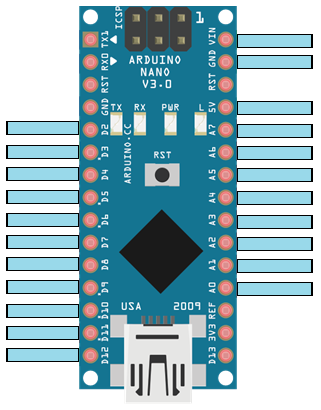 ICSP
1
TX1
RX0
RST
GND
D2
D3
D4
D5
D6
D7
D8
D9
D10
D11
D12
ARDUINO
NANO
V3.0
TX RX PWR L
ARDUINO.CC
RST
USA 2009
VIN
GND
RST
5V
A7
A6
A5
A4
A3
A2
A1
A0
REF
3V3
D13